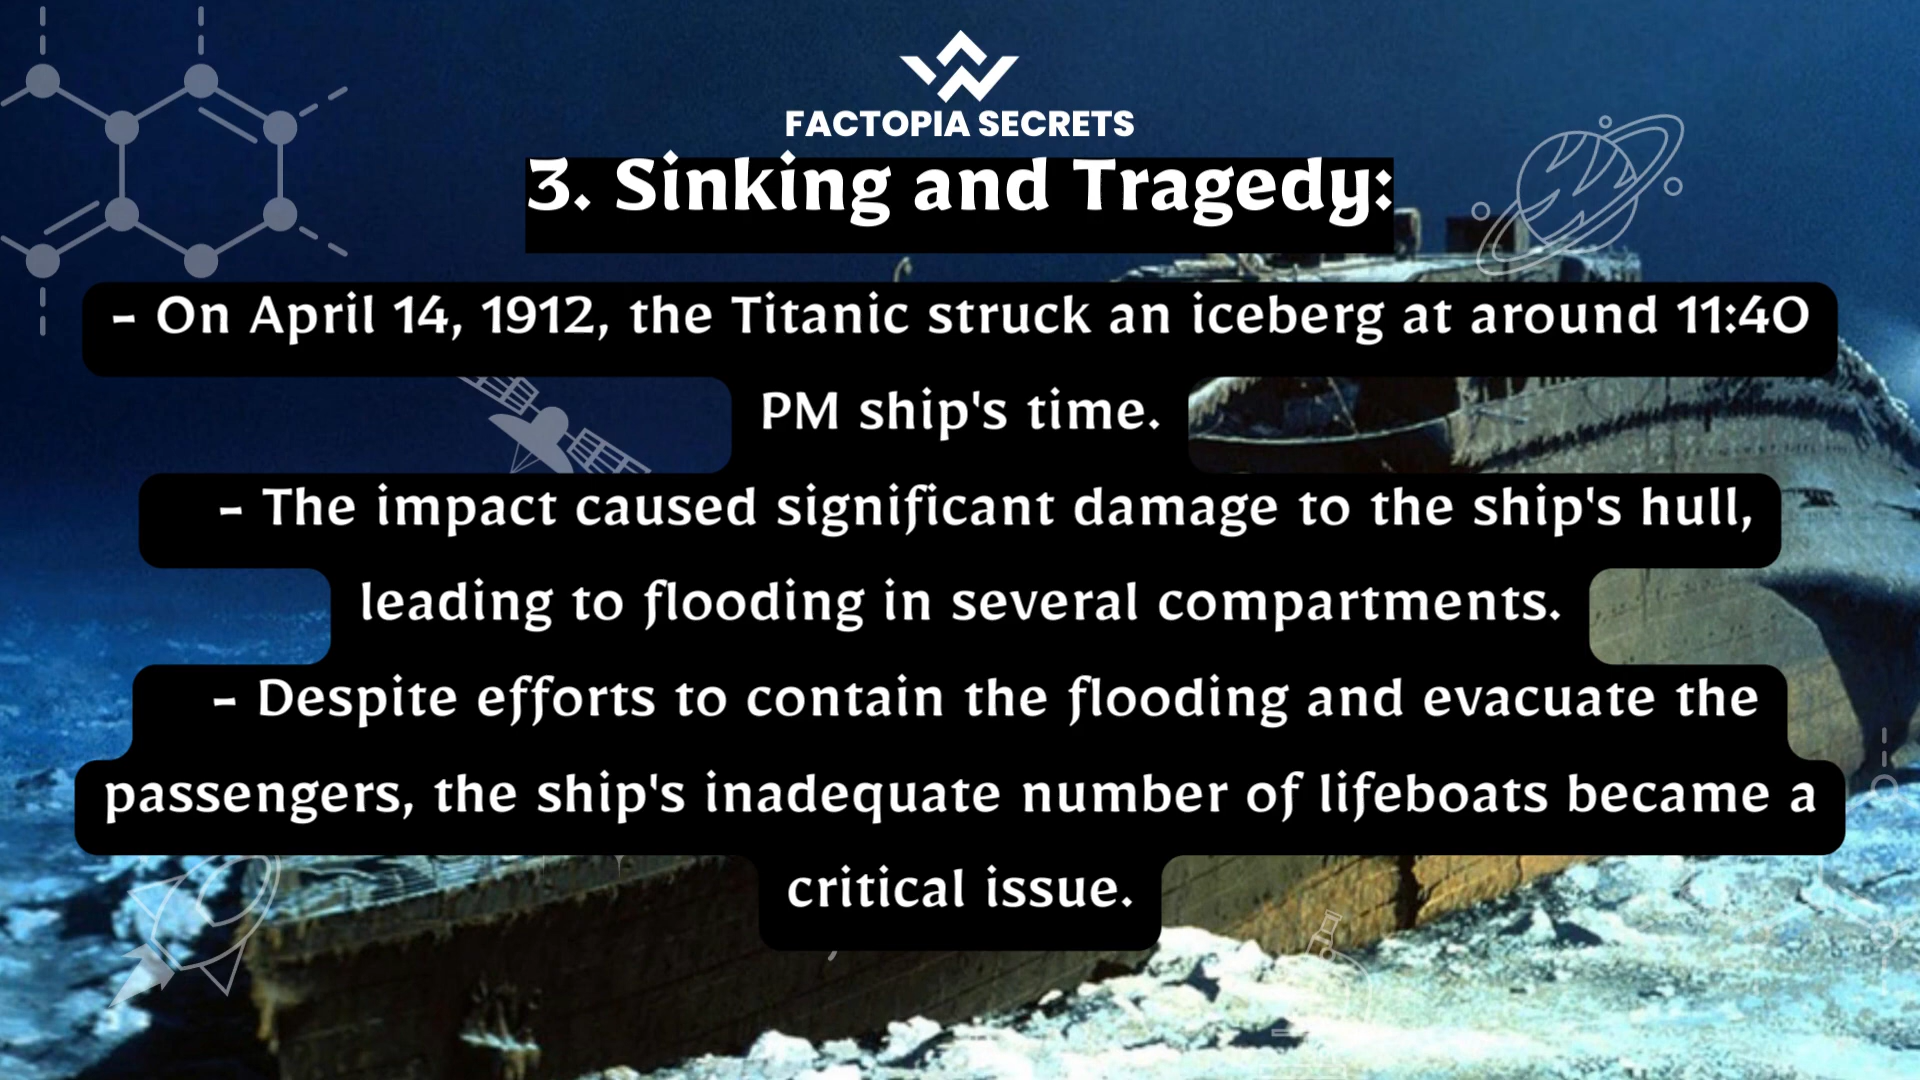 FACTOPIA SECRETS
3. Sinking and Tragedy:
- On April 14, 1912, the Titanic struck an iceberg at around 11:40
PM ship's time.
- The impact caused significant damage to the ship's hull,
leading to flooding in several compartments.
- Despite efforts to contain the flooding and evacuate the
passengers, the ship's inadequate number of lifeboats became a
critical issue.